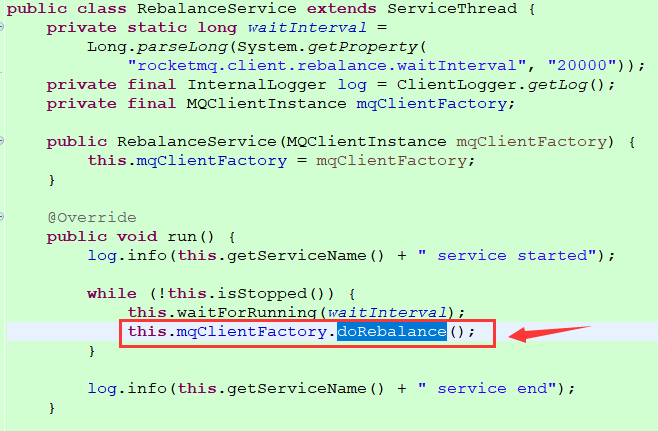 public class RebalanceService extends ServiceThread {
    private static long waitInterval =
        Long.parseLong(System.getProperty(
            "rocketmq.client.rebalance.waitInterval", "20000"));
    private final InternalLogger log = ClientLogger.getLog();
    private final MQClientInstance mqClientFactory;
    public RebalanceService(MQClientInstance mqClientFactory) {
        this.mqClientFactory = mqClientFactory;
    }
    @Override
    public void run() {
        log.info(this.getServiceName() + " service started");
        while (!this.isStopped()) {
            this.waitForRunning(waitInterval);
            this.mqClientFactory.doRebalance();
        }
        log.info(this.getServiceName() + " service end");
    }